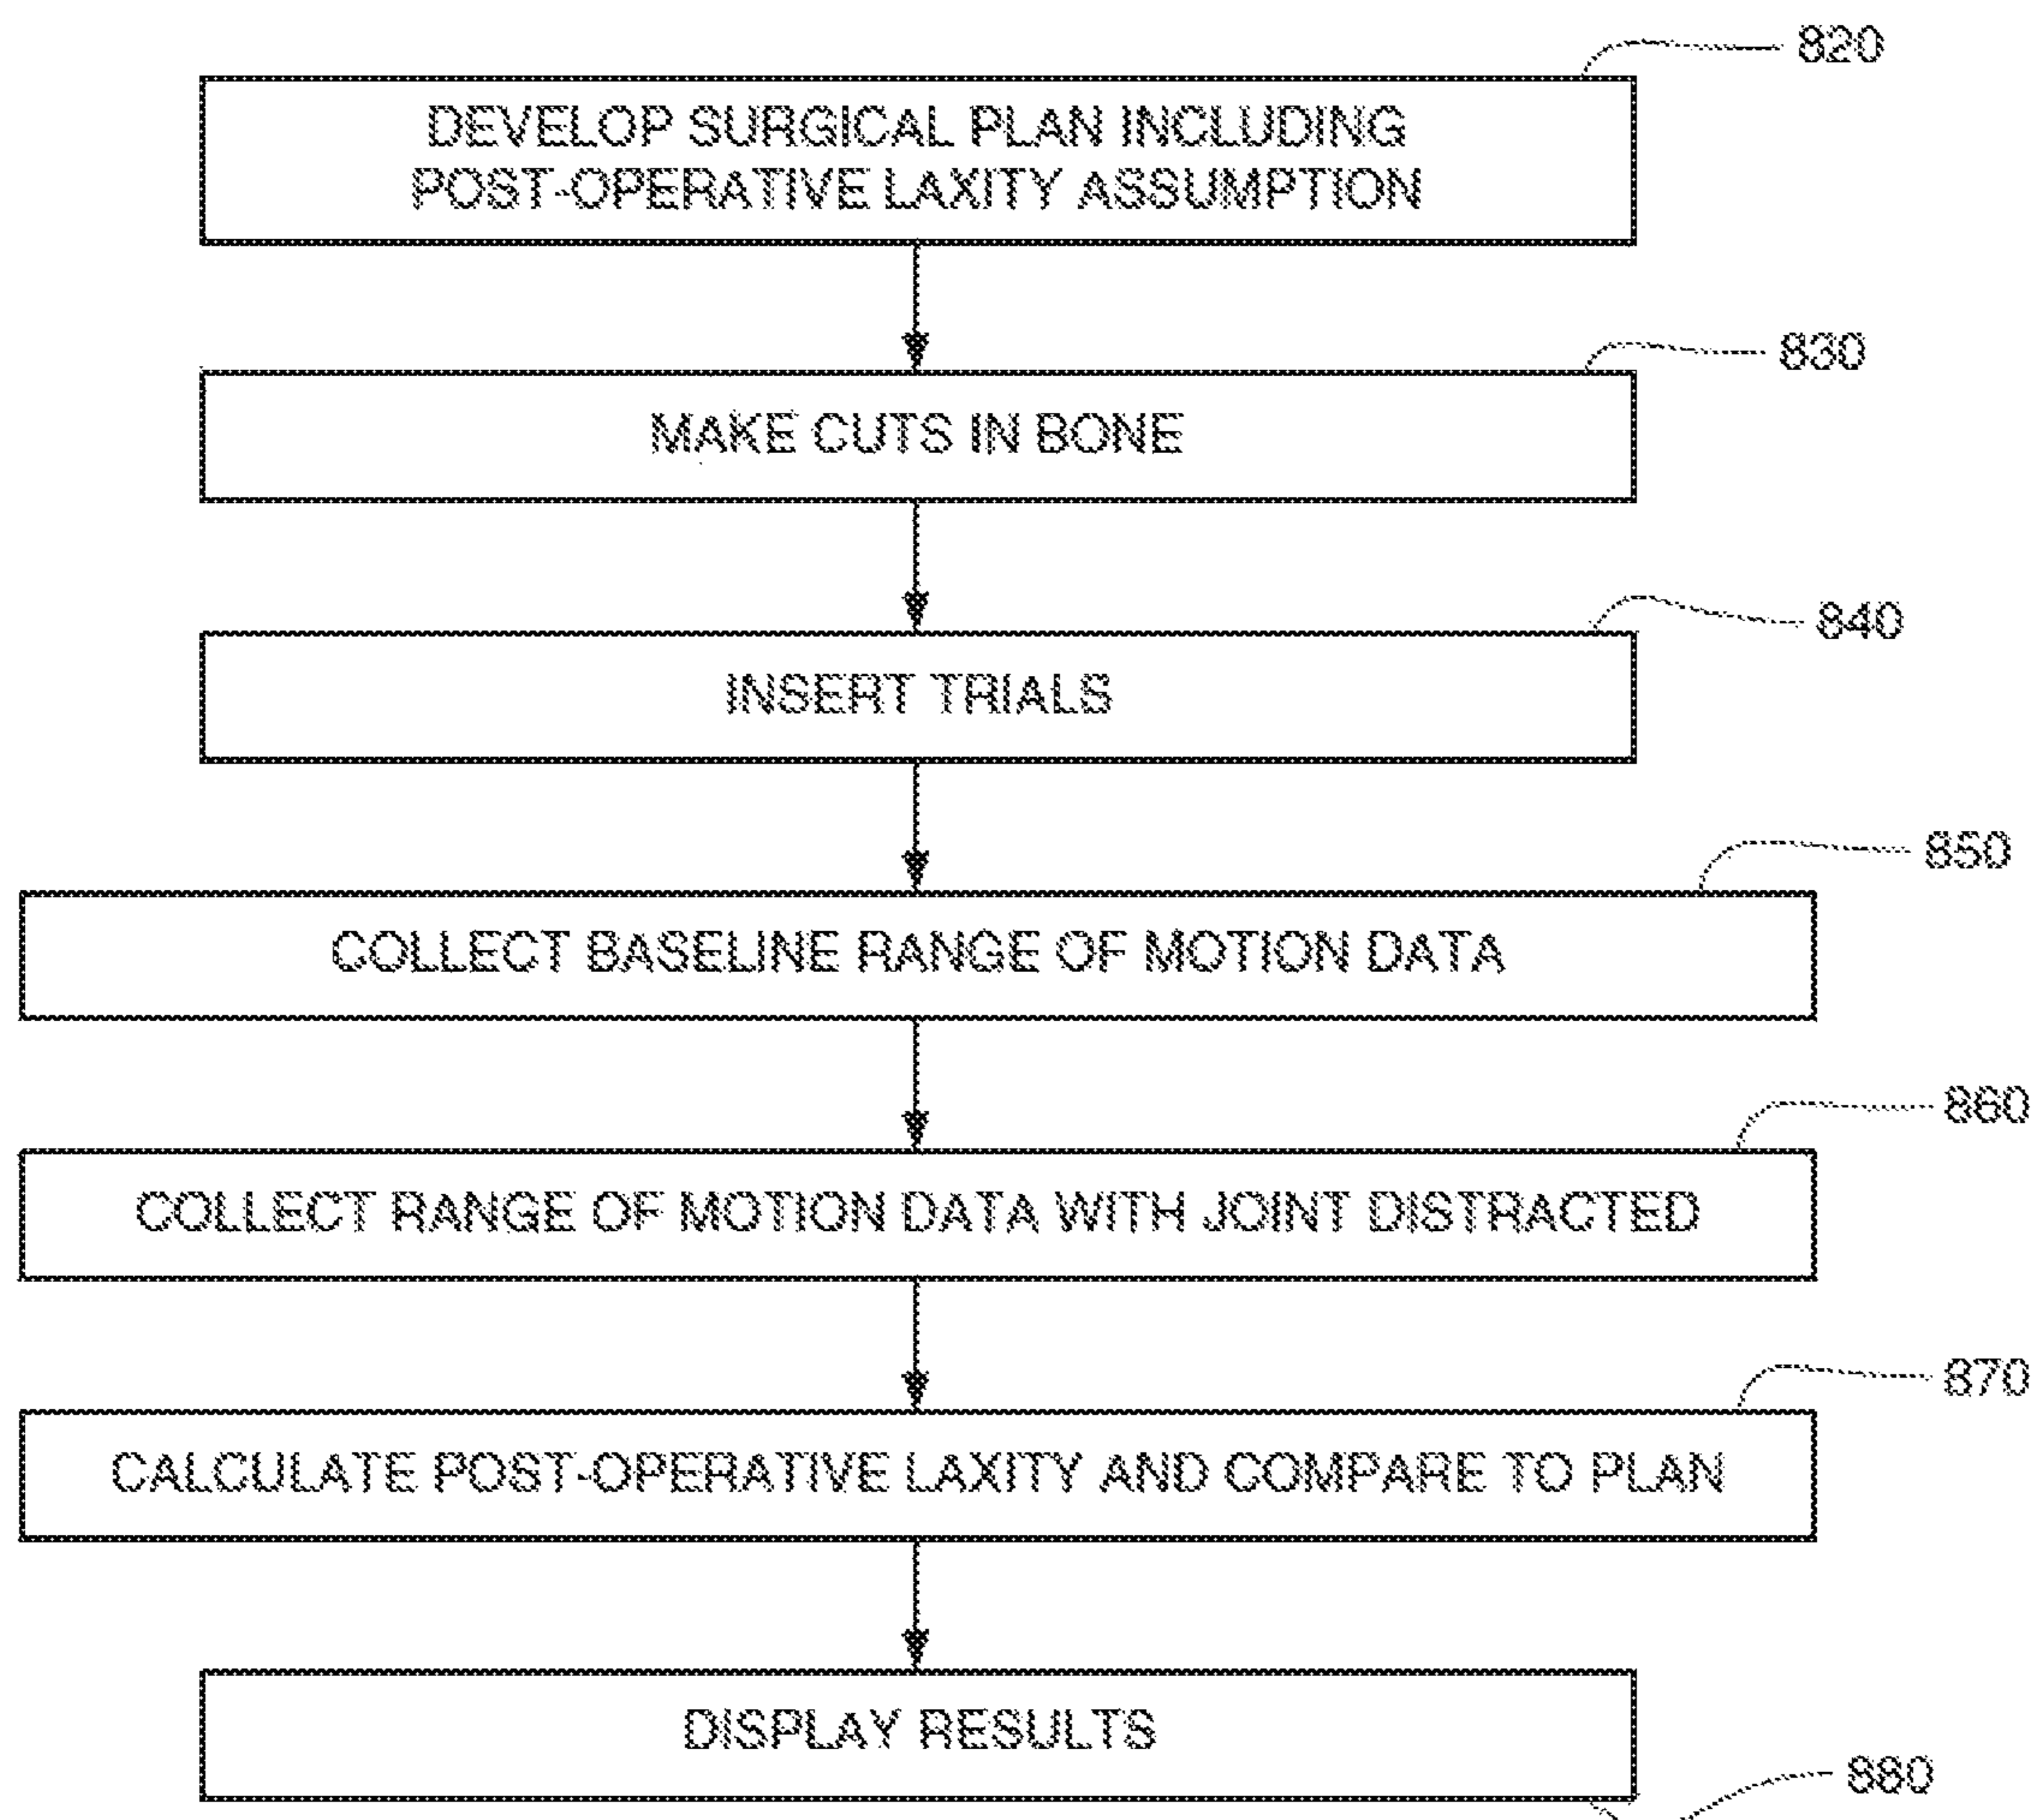 820
DEVELOP SURGICAL PLAN INCLUDING
POST-OPERATIVE LAXITY ASSUMPTION
830
MAKE CUTS IN BONE
840
INSERT TRIALS
850
COLLECT BASELINE RANGE OF MOTION DATA
860
COLLECT RANGE OF MOTION DATA WITH JOINT DISTRACTED
870
CALCULATE POST-OPERATIVE LAXITY AND COMPARE TO PLAN
DISPLAY RESULTS
880